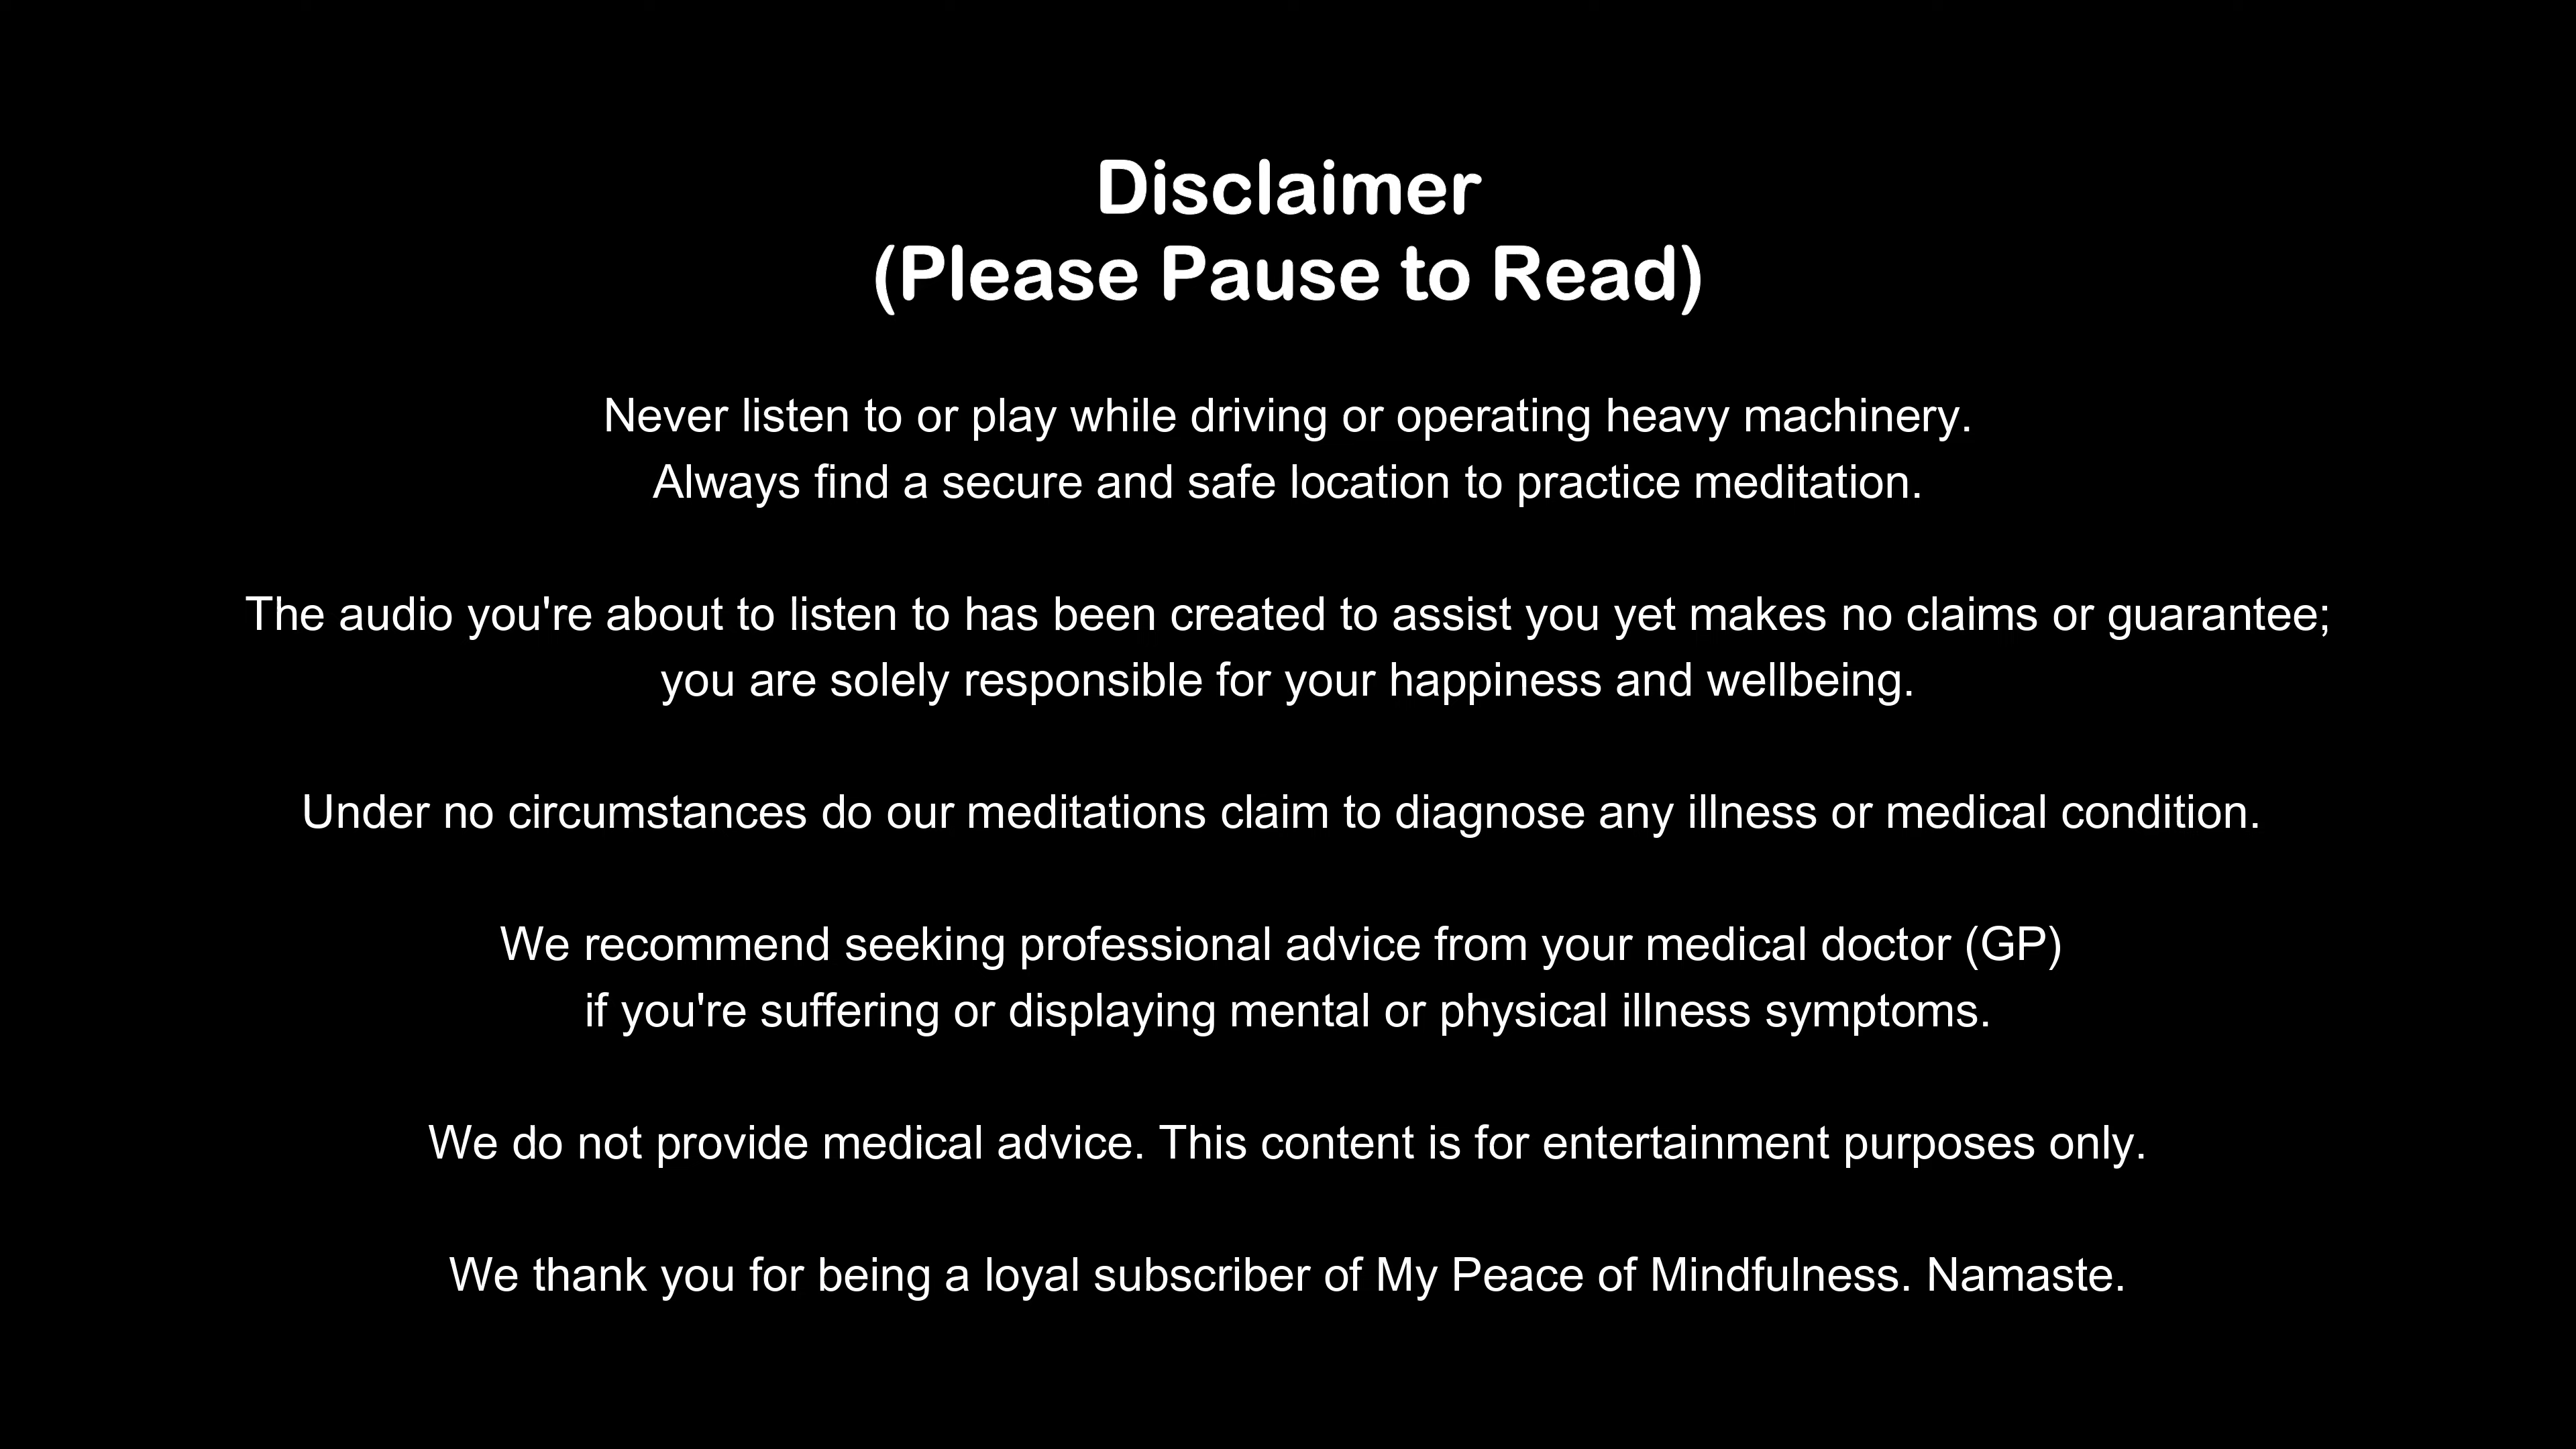 Disclaimer
(Please Pause to Read)
Never listen to or play while driving or operating heavy machinery.
Always find a secure and safe location to practice meditation.
The audio you're about to listen to has been created to assist you yet makes no claims or guarantee;
you are solely responsible for your happiness and wellbeing.
Under no circumstances do our meditations claim to diagnose any illness or medical condition.
We recommend seeking professional advice from your medical doctor (GP)
if you're suffering or displaying mental or physical illness symptoms.
We do not provide medical advice. This content is for entertainment purposes only.
We thank you for being a loyal subscriber of My Peace of Mindfulness. Namaste.